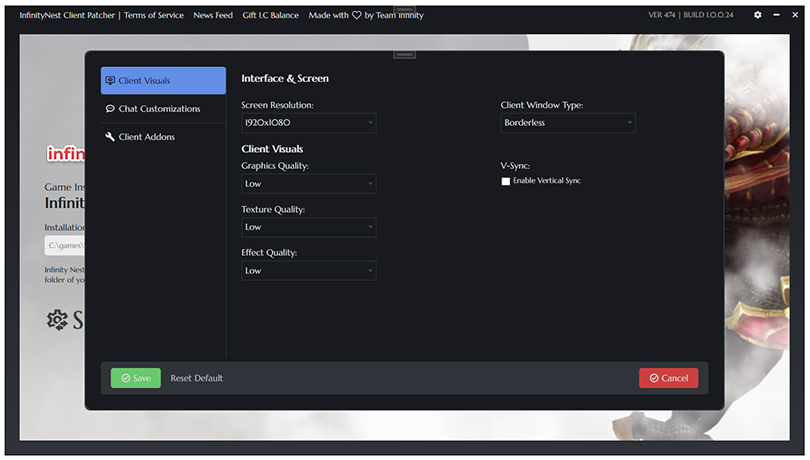 InfinityNest Client Patcher | Terms of Service News Feed Gift I.C Balance Made with by Team Infinity VER 474 | BUILD 1.0.0.24
Client Visuals
Chat Customizations
Client Addons
Interface & Screen
Screen Resolution: Client Window Type:
1920x1080 Borderless
Client Visuals
Graphics Quality: V-Sync:
Low Enable Vertical Sync
Texture Quality:
Low
Effect Quality:
Low
infin
Game Ins
Infinit
Installation
C:\games\
Infinity Nest
folder of yo
S
Save Reset Default Cancel